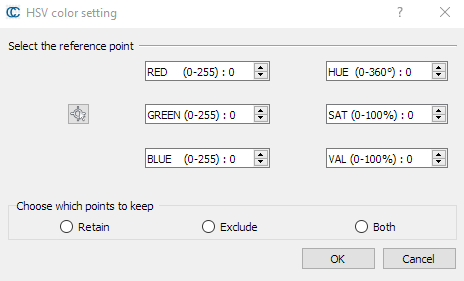 HSV color setting
Select the reference point
RED (0-255) : 0 HUE (0-360°) : 0
GREEN (0-255) : 0 SAT (0-100%) : 0
BLUE (0-255) : 0 VAL (0-100%) : 0
Choose which points to keep
Retain Exclude Both
OK Cancel